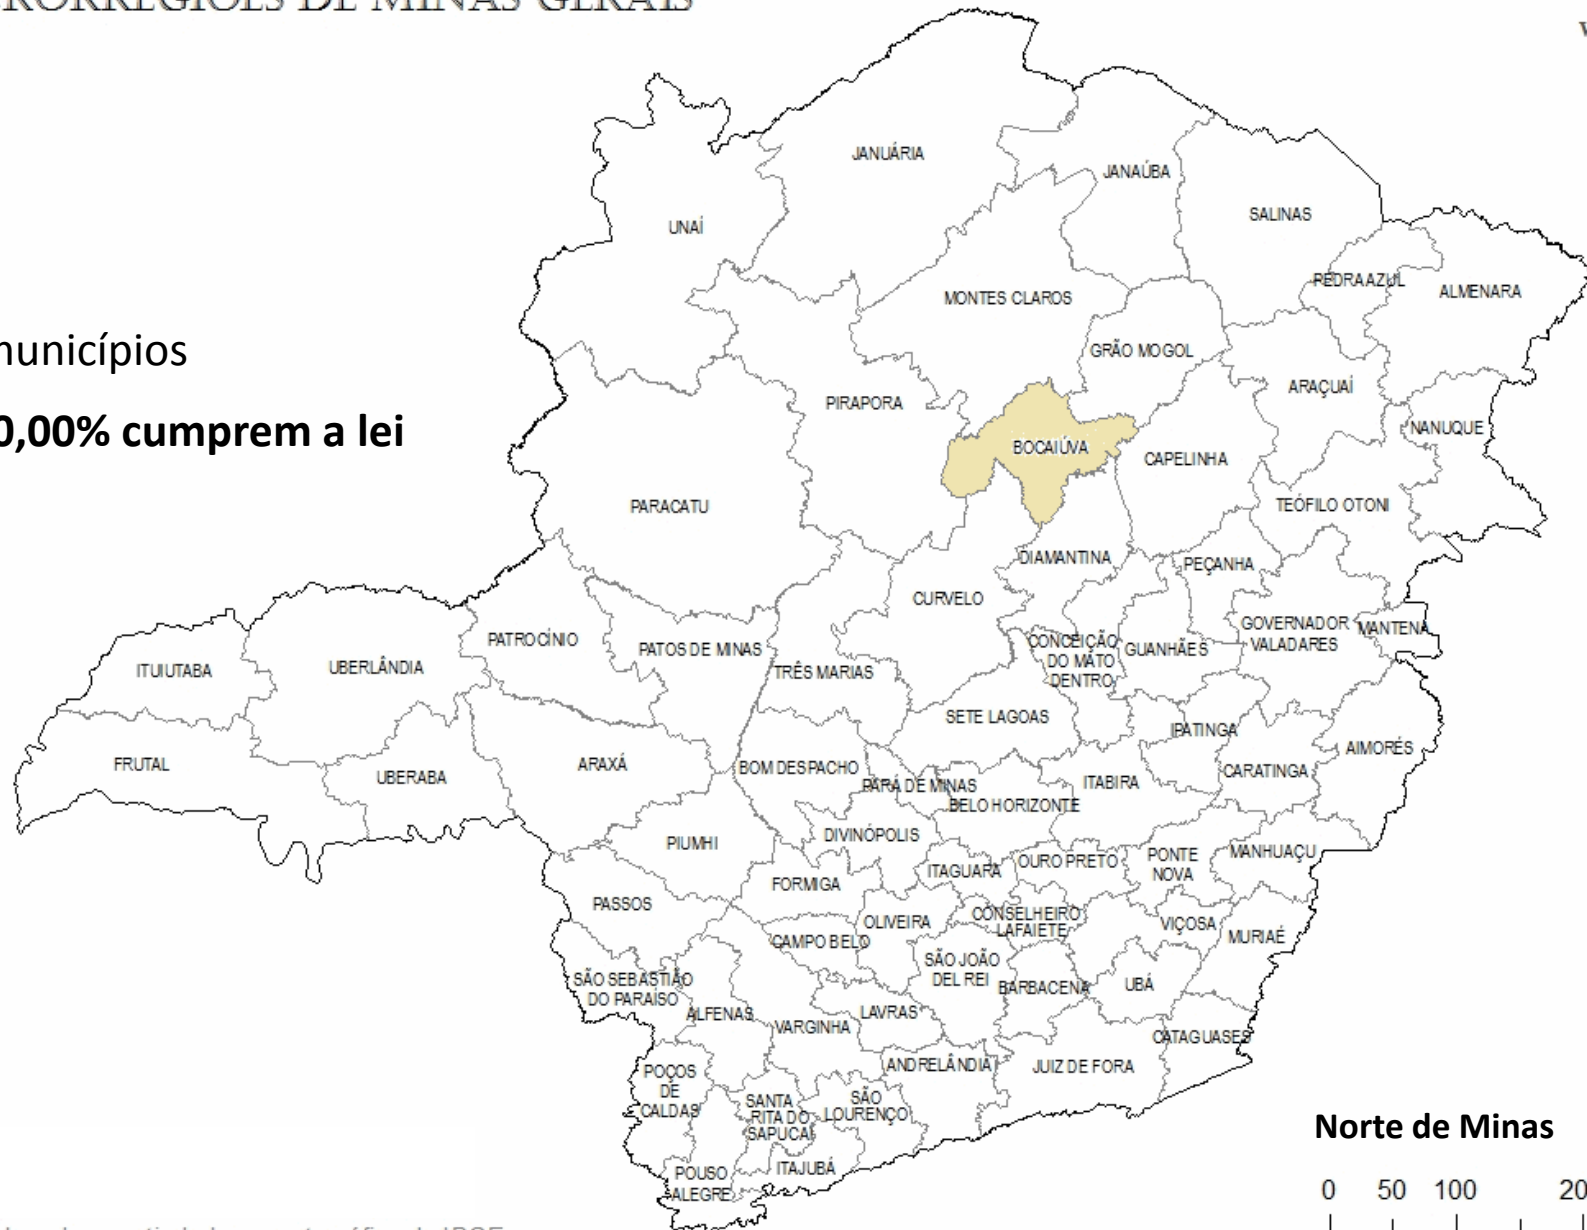 MICRORREGIÕES DE MINAS GERAIS
JANUÁRIA
JANAÚBA
SALINAS
UNAÍ
PEDRA AZUL
ALMENARA
MONTES CLAROS
municípios
GRÃO MOGOL
ARAÇUAÍ
PIRAPORA
0,00% cumprem a lei
NANUQUE
BOCAIÚVA
CAPELINHA
PARACATU
TEÓFILO OTONI
DIAMANTINA
PEÇANHA
CURVELO
GOVERNADOR
VALADARES
MANTENA
PATROCÍNIO
PATOS DE MINAS
CONCEIÇÃO
DO MATO
DENTRO
GUANHÃES
ITUIUTABA
UBERLÂNDIA
TRÊS MARIAS
SETE LAGOAS
IPATINGA
AIMORÉS
FRUTAL
UBERABA
ARAXÁ
BOM DESPACHO
PARÁ DE MINAS
BELO HORIZONTE
ITABIRA
CARATINGA
DIVINÓPOLIS
PIUMHI
ITAGUARA
OURO PRETO
PONTE
NOVA
MANHUAÇU
FORMIGA
PASSOS
OLIVEIRA
CONSELHEIRO
LAFAIETE
VIÇOSA
MURIAÉ
CAMPO BELO
SÃO JOÃO
DEL REI
BARBACENA
UBÁ
SÃO SEBASTIÃO
DO PARAÍSO
ALFENAS
VARGINHA
LAVRAS
CATAGUASES
ANDRELÂNDIA
JUIZ DE FORA
POÇOS
DE
CALDAS
SANTA
RITA DO
SAPUCAÍ
SÃO
LOURENÇO
Norte de Minas
POUSO
ALEGRE
ITAJUBÁ
0 50 100 20